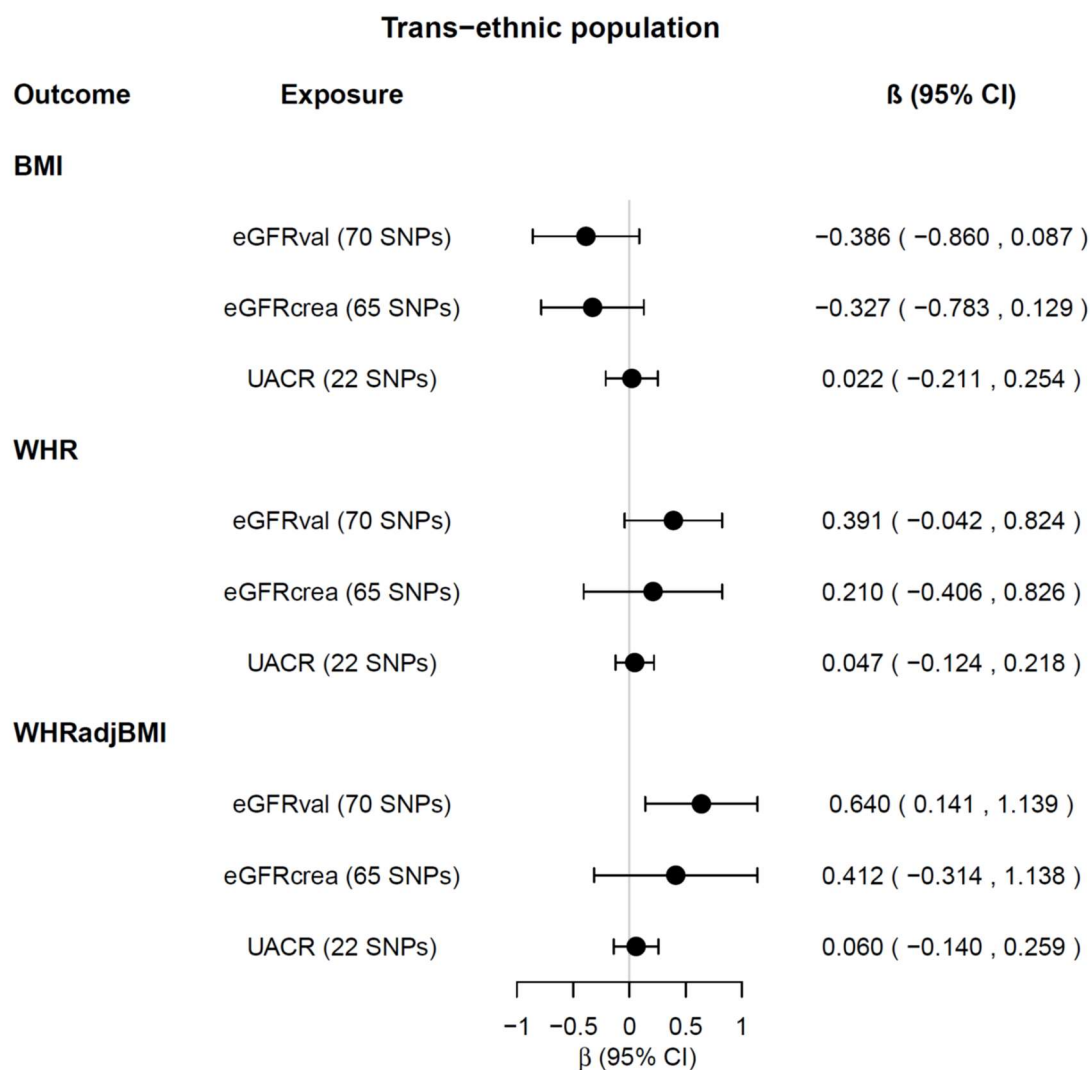 Trans−ethnic population
Outcome Exposure ß (95% CI)
BMI
eGFRval (70 SNPs) −0.386 ( −0.860 , 0.087 )
eGFRcrea (65 SNPs) −0.327 ( −0.783 , 0.129 )
UACR (22 SNPs) 0.022 ( −0.211 , 0.254 )
WHR
eGFRval (70 SNPs) 0.391 ( −0.042 , 0.824 )
eGFRcrea (65 SNPs) 0.210 ( −0.406 , 0.826 )
UACR (22 SNPs) 0.047 ( −0.124 , 0.218 )
WHRadjBMI
eGFRval (70 SNPs) 0.640 ( 0.141 , 1.139 )
eGFRcrea (65 SNPs) 0.412 ( −0.314 , 1.138 )
UACR (22 SNPs) 0.060 ( −0.140 , 0.259 )
−1 −0.5 0 0.5 1
β (95% CI)